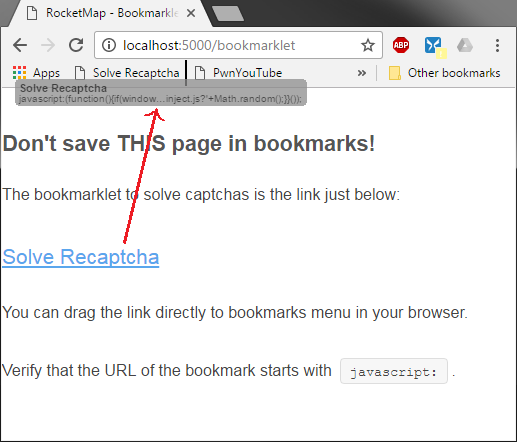 RocketMap - Bookmarkle
localhost:5000/bookmarklet
ABP
Apps Solve Recaptcha PwnYouTube » Other bookmarks
Solve Recaptcha
javascript:(function(){if(window…inject.js?"+Math.random();}}());
Don't save THIS page in bookmarks!
The bookmarklet to solve captchas is the link just below:
Solve Recaptcha
You can drag the link directly to bookmarks menu in your browser.
Verify that the URL of the bookmark starts with javascript: .